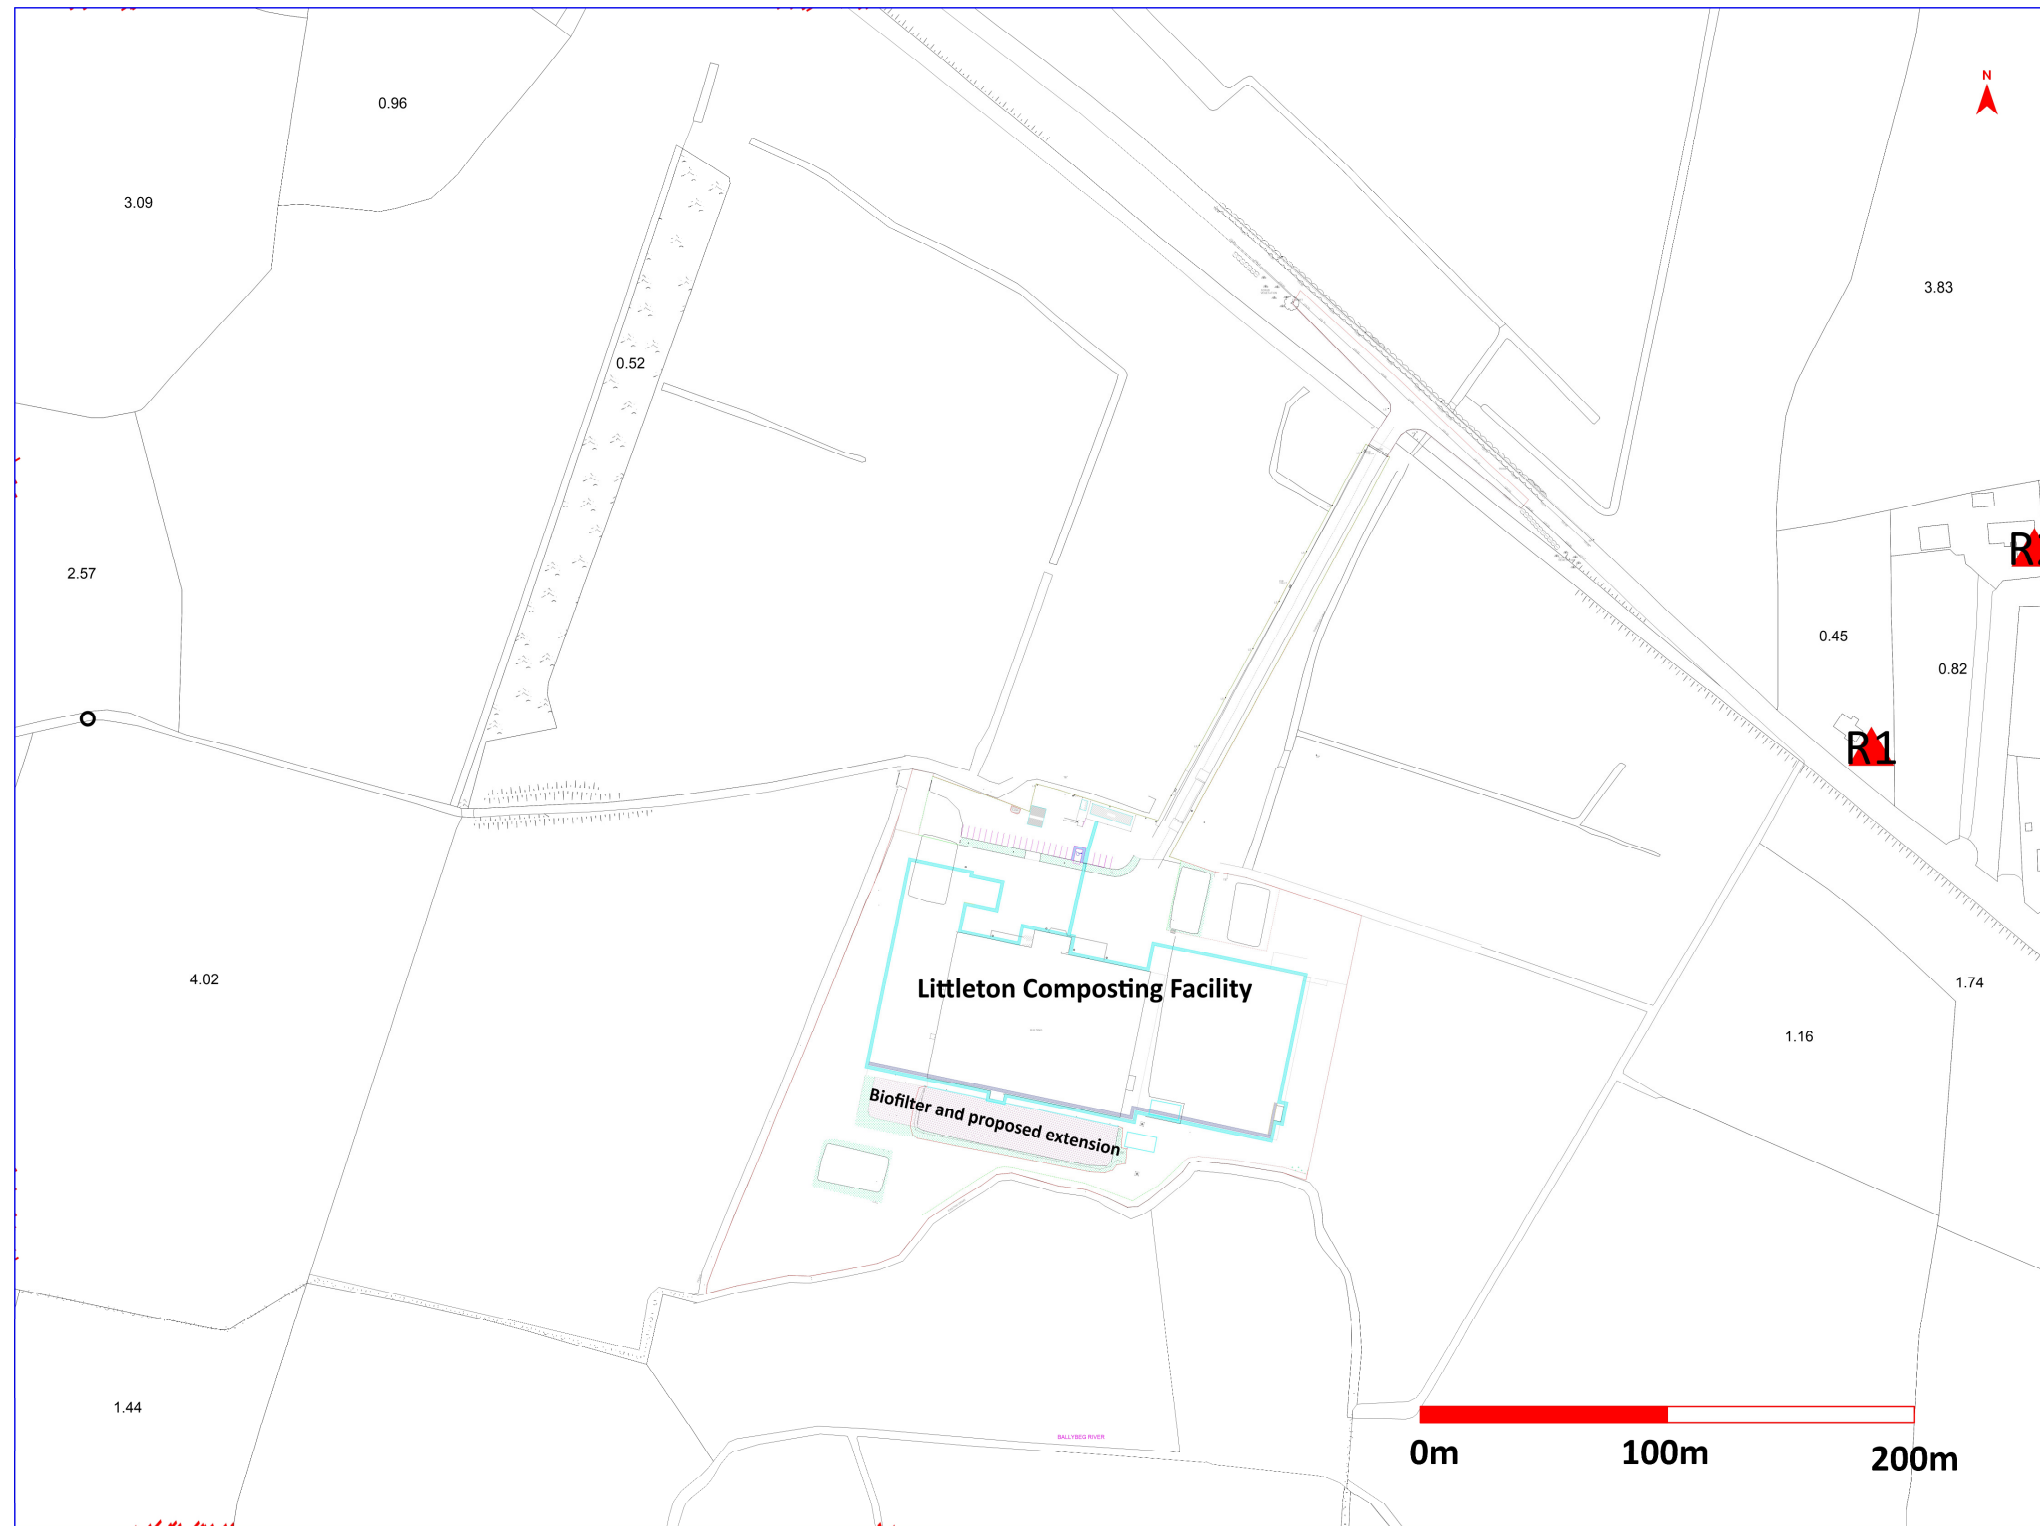 N
0.96
3.09
3.83
0.52
2.57
0.45
0.82
R1
4.02
Littleton Composting Facility
1.74
1.16
Biofilter and proposed extension
1.44
BALLYBEG RIVER
0m 100m 200m